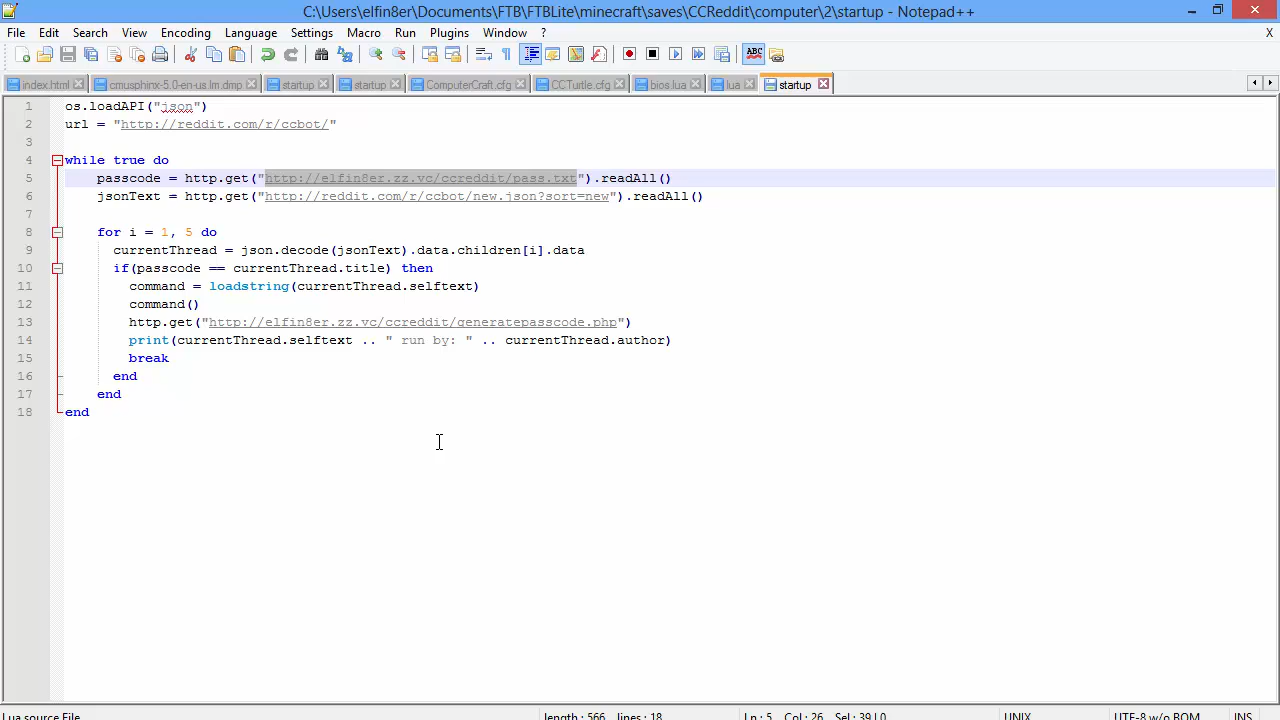 C:\Users\elfin8er\Documents\FTB\FTBLite\minecraft\saves\CCReddit\computer\2\startup - Notepad++
File Edit Search View Encoding Language Settings Macro Run Plugins Window ? X
index.html cmusphinx-5.0-en-us.lm.dmp startup startup ComputerCraft.cfg CCTurtle.cfg bios.lua lua startup
1 os.loadAPI("json")
2 url = "http://reddit.com/r/ccbot/"
3
4 while true do
5 passcode = http.get("http://elfin8er.zz.vc/ccreddit/pass.txt").readAll()
6 jsonText = http.get("http://reddit.com/r/ccbot/new.json?sort=new").readAll()
7
8 for i = 1, 5 do
9 currentThread = json.decode(jsonText).data.children[i].data
10 if(passcode == currentThread.title) then
11 command = loadstring(currentThread.selftext)
12 command()
13 http.get("http://elfin8er.zz.vc/ccreddit/generatepasscode.php")
14 print(currentThread.selftext .. " run by: " .. currentThread.author)
15 break
16 end
17 end
18 end
Lua source File length : 566 lines : 18 Ln : 5 Col : 26 Sel : 39 | 0 UNIX UTF-8 w/o BOM INS